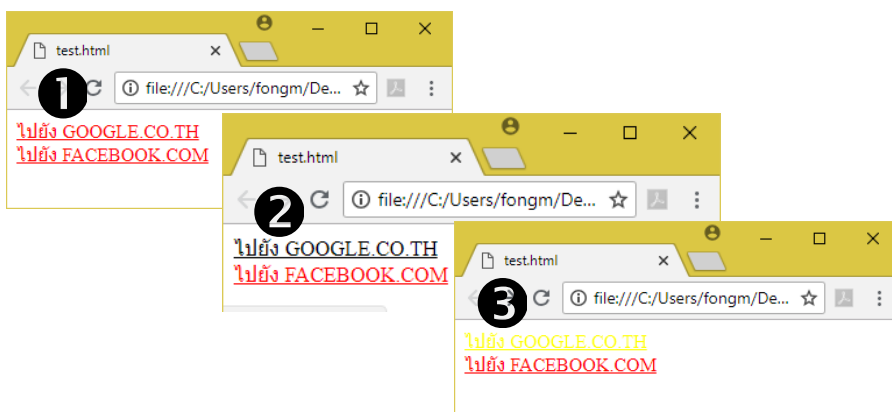 test.html
1
file:///C:/Users/fongm/De...
ไปยัง GOOGLE.CO.TH
ไปยัง FACEBOOK.COM
test.html
2
file:///C:/Users/fongm/De...
ไปยัง GOOGLE.CO.TH
ไปยัง FACEBOOK.COM
test.html
3
file:///C:/Users/fongm/De...
ไปยัง GOOGLE.CO.TH
ไปยัง FACEBOOK.COM